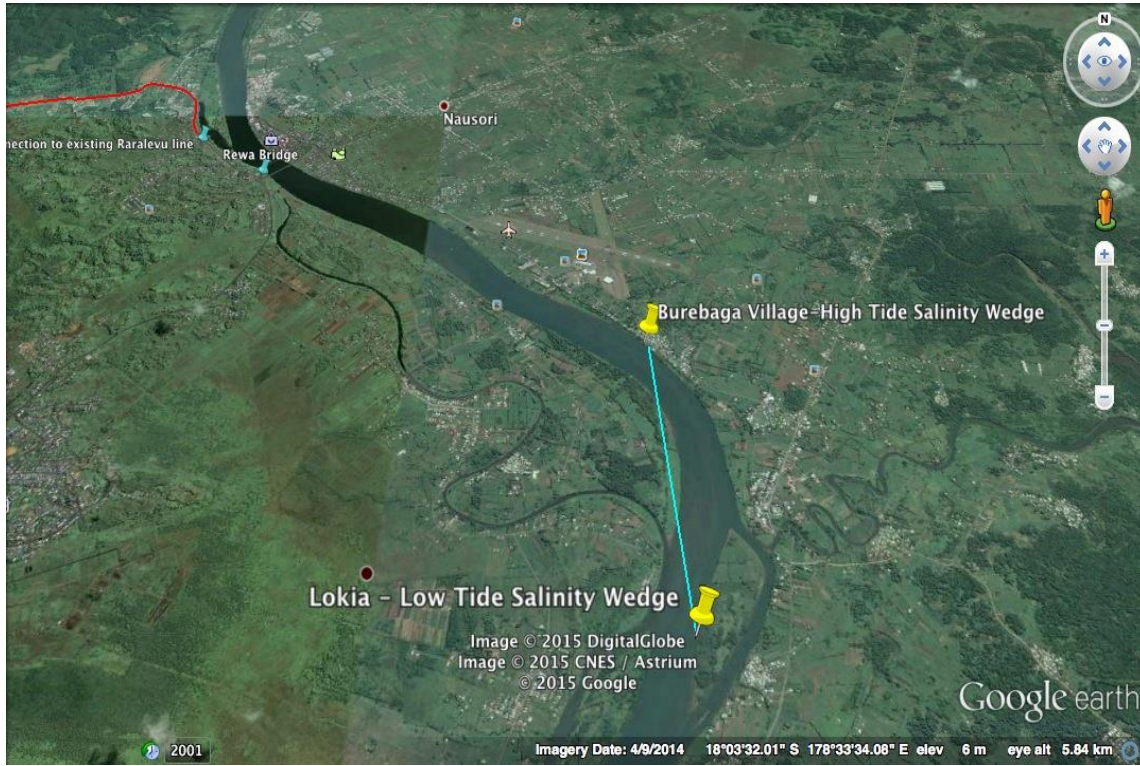 N
Nausori
nection to existing Raralevu line
Rewa Bridge
Burebaga Village-High Tide Salinity Wedge
Lokia - Low Tide Salinity Wedge
Image © 2015 DigitalGlobe
Image © 2015 CNES / Astrium
© 2015 Google
Google earth
2001
Imagery Date: 4/9/2014 18°03'32.01" S 178°33'34.08" E elev 6 m eye alt 5.84 km